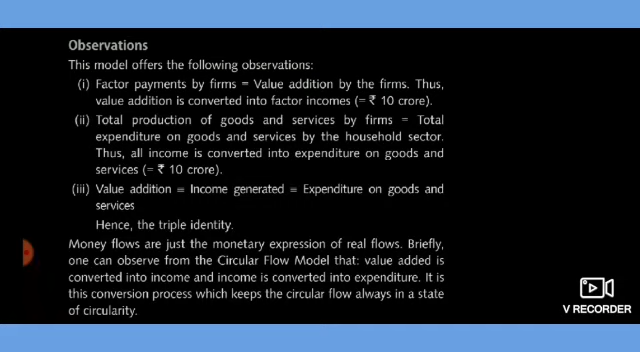 Observations
This model offers the following observations:
(i) Factor payments by firms = Value addition by the firms. Thus,
value addition is converted into factor incomes (= ₹ 10 crore).
(ii) Total production of goods and services by firms = Total
expenditure on goods and services by the household sector.
Thus, all income is converted into expenditure on goods and
services (= ₹ 10 crore).
(iii) Value addition ≡ Income generated ≡ Expenditure on goods and
services
Hence, the triple identity.
Money flows are just the monetary expression of real flows. Briefly,
one can observe from the Circular Flow Model that: value added is
converted into income and income is converted into expenditure. It is
this conversion process which keeps the circular flow always in a state
of circularity.
V RECORDER